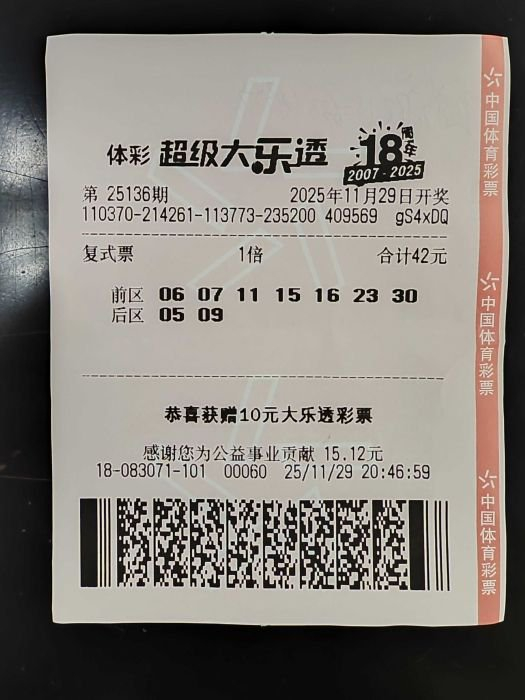 体彩 超级大乐透 18周年
2007-2025
第 25136期 2025年11月29日开奖
110370-214261-113773-235200 409569 gS4xDQ
复式票 1倍 合计42元
前区 06 07 11 15 16 23 30
后区 05 09
恭喜获赠10元大乐透彩票
感谢您为公益事业贡献 15.12元
18-083071-101 00060 25/11/29 20:46:59
中国体育彩票
中国体育彩票
中国体育彩票